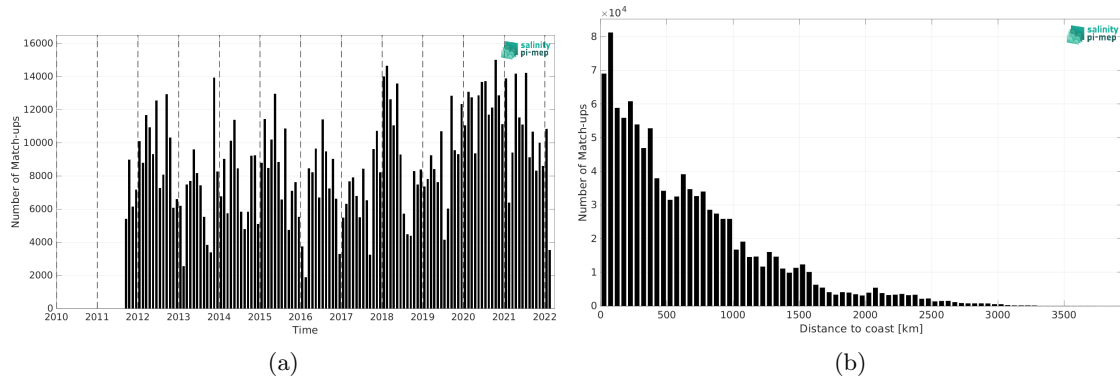 16000
14000
12000
10000
8000
6000
4000
2000
0
Number of Match-ups
2010 2011 2012 2013 2014 2015 2016 2017 2018 2019 2020 2021 2022
Time
salinity
pi-mep
(a)
×10⁴
8
7
6
5
4
3
2
1
0
Number of Match-ups
0 500 1000 1500 2000 2500 3000 3500
Distance to coast [km]
salinity
pi-mep
(b)